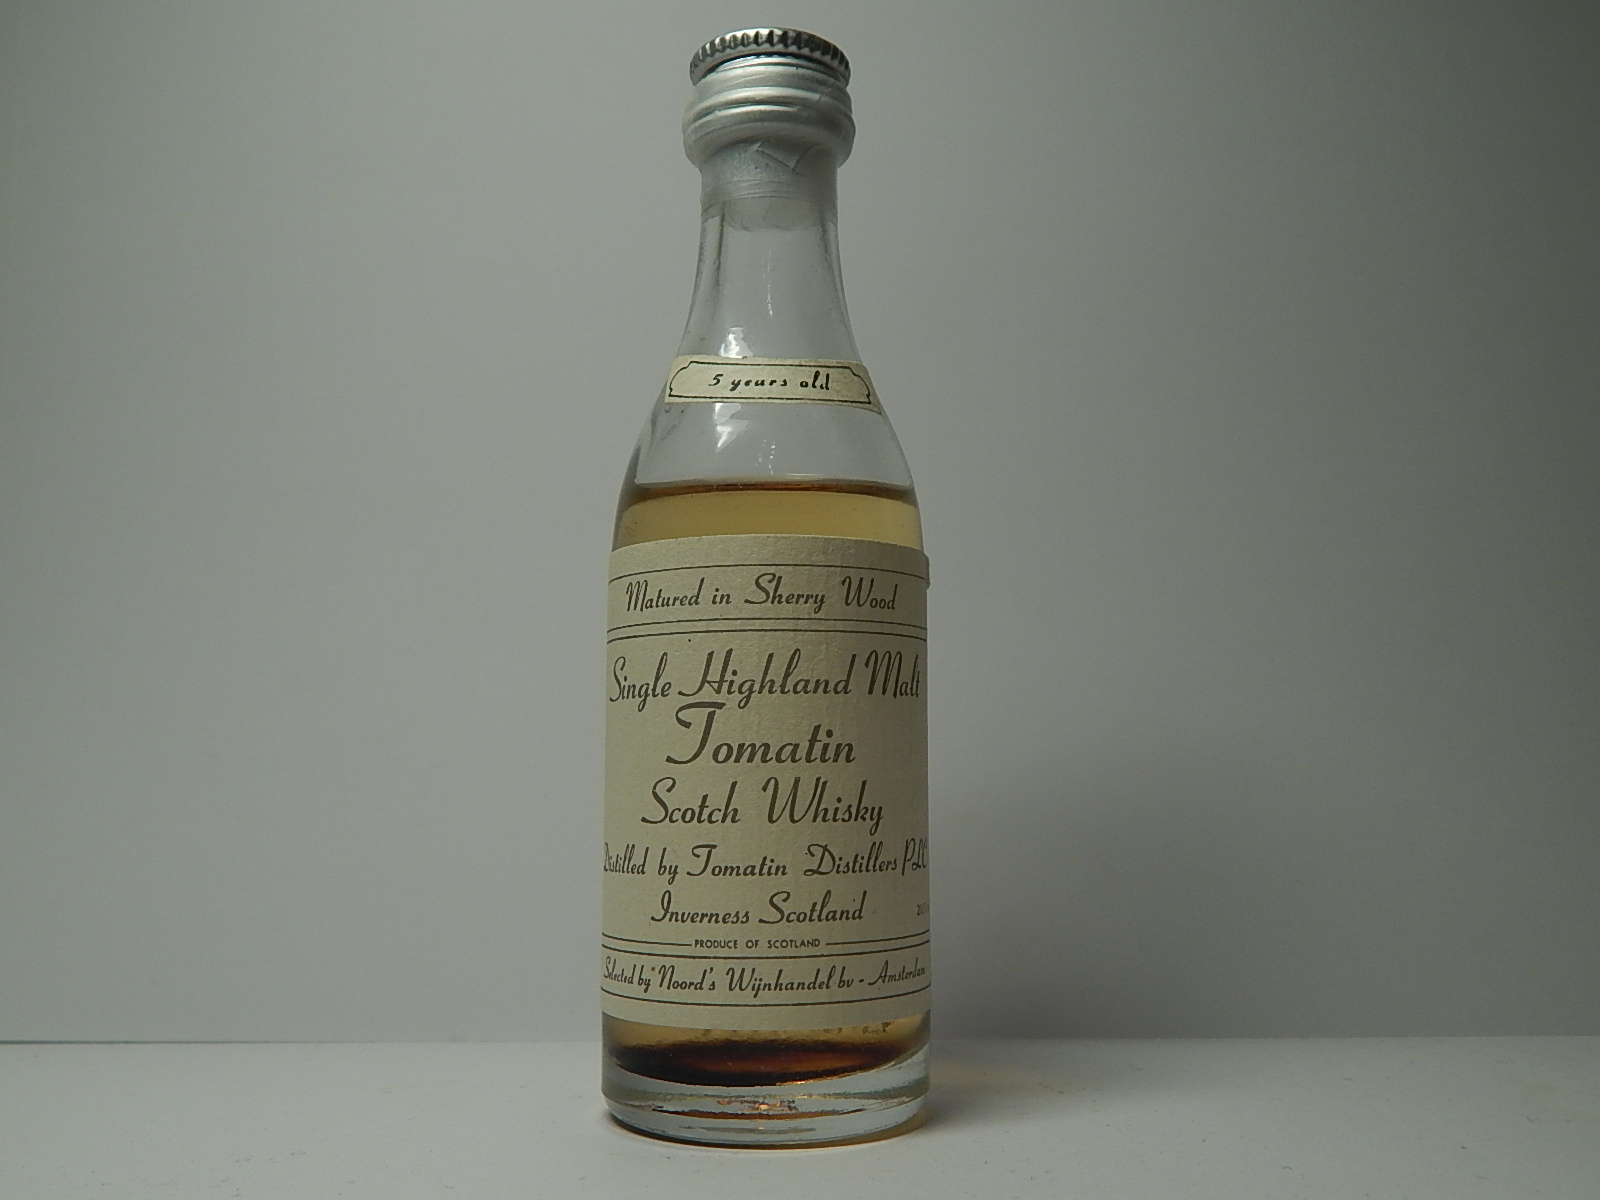 5 years old
Matured in Sherry Wood
Single Highland Malt
Tomatin
Scotch Whisky
Distilled by Tomatin Distillers PLC
Inverness Scotland
PRODUCE OF SCOTLAND
Selected by Noord's Wijnhandel bv - Amsterdam